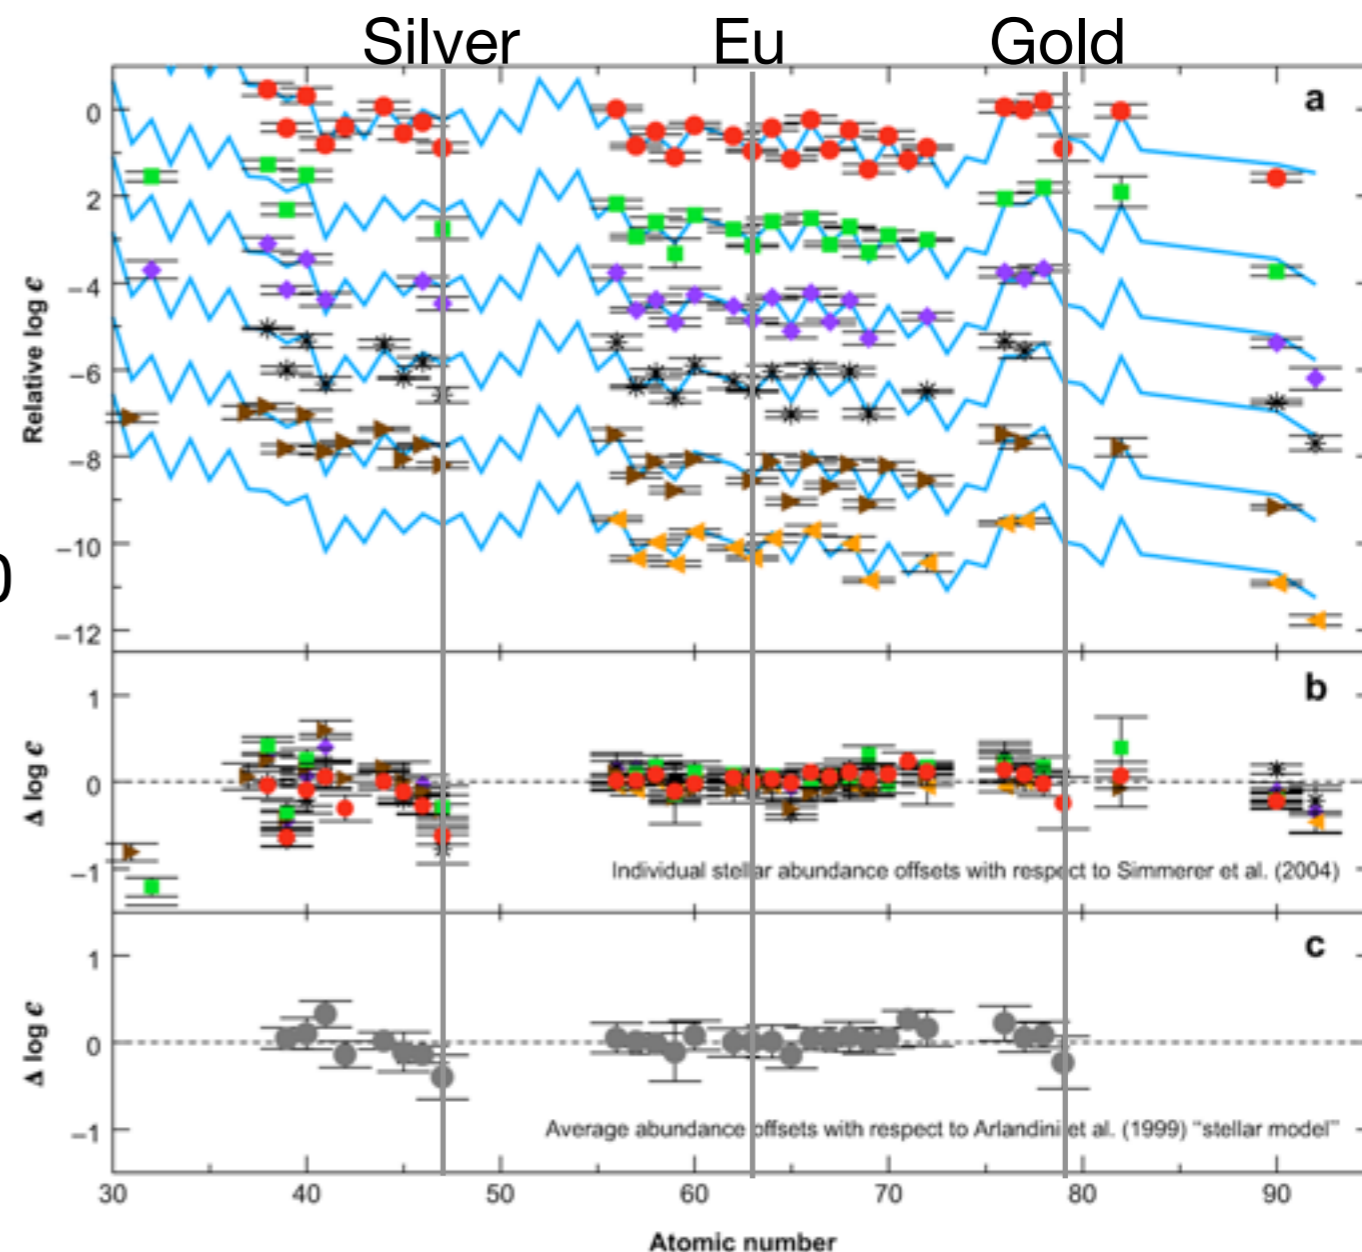 Silver Eu Gold
a
0
2
−4
−6
−8
−10
−12
Relative log ϵ
0
b
1
0
−1
Δ log ϵ
Individual stellar abundance offsets with respect to Simmerer et al. (2004)
c
1
0
−1
Δ log ϵ
Average abundance offsets with respect to Arlandini et al. (1999) "stellar model"
30 40 50 60 70 80 90
Atomic number